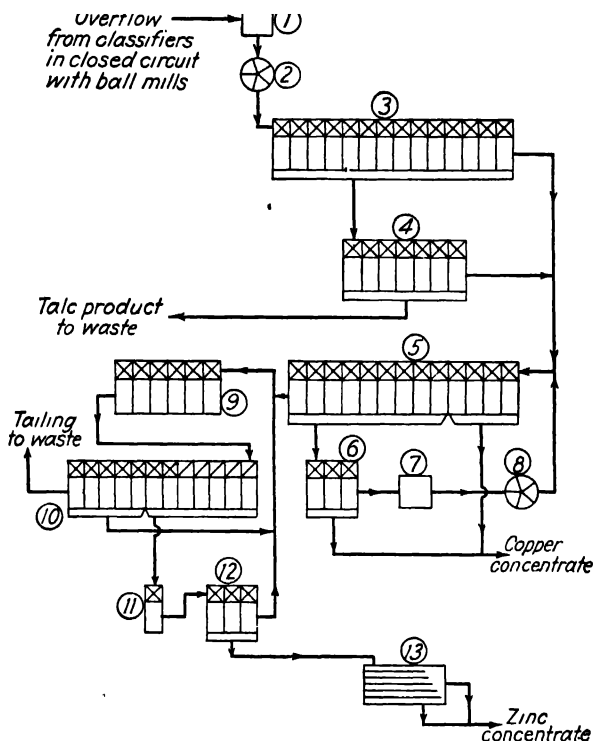 Overflow
from classifiers
in closed circuit
with ball mills
1
2
3
4
Talc product
to waste
5
9
Tailing
to waste
6
7
8
10
Copper
concentrate
11
12
13
Zinc
concentrate